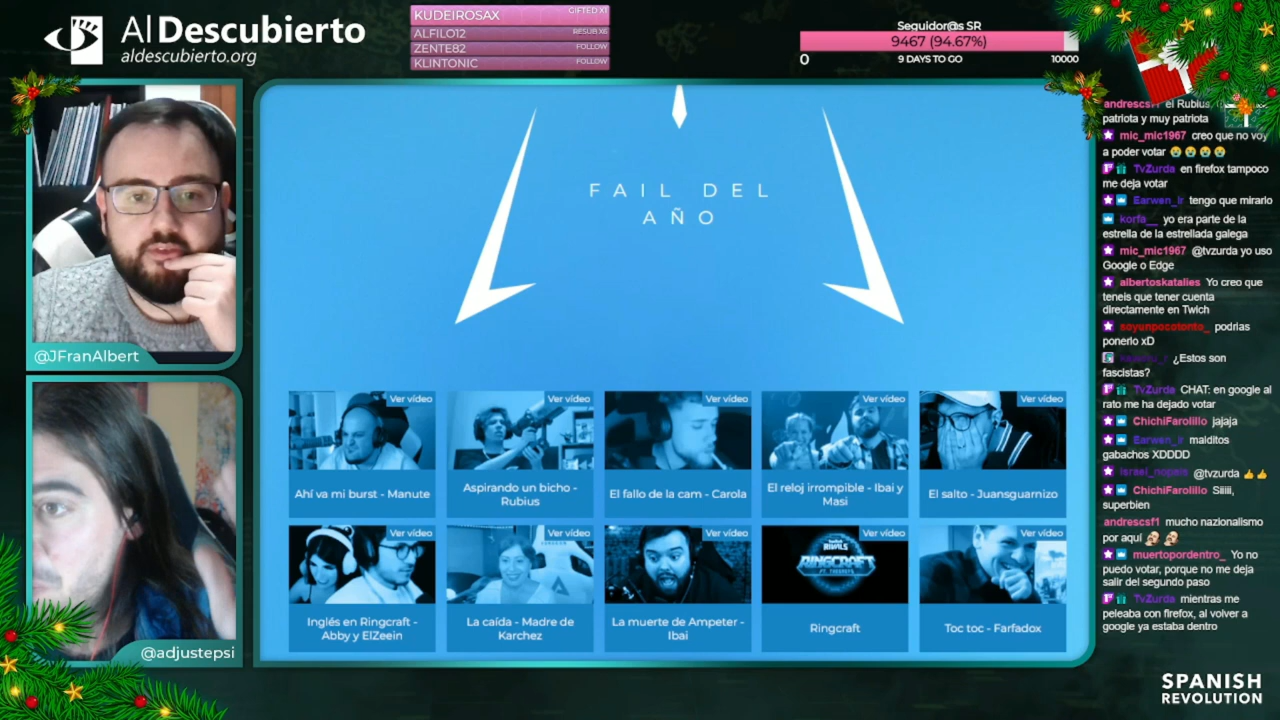 Al Descubierto
aldescubierto.org
KUDEIROSAX GIFTED X1
ALFILO12 RESUB X6
ZENTE82 FOLLOW
KLINTONIC FOLLOW
Seguidor@s SR
9467 (94.67%)
0 9 DAYS TO GO 10000
@JFranAlbert
@adjustepsi
FAIL DEL
AÑO
Ver vídeo
Ahí va mi burst - Manute
Ver vídeo
Aspirando un bicho -
Rubius
Ver vídeo
El fallo de la cam - Carola
Ver vídeo
El reloj irrompible - Ibai y
Masi
Ver vídeo
El salto - Juansguarnizo
Ver vídeo
Inglés en Ringcraft -
Abby y ElZeein
Ver vídeo
La caída - Madre de
Karchez
Ver vídeo
La muerte de Ampeter -
Ibai
Ver vídeo
RIVALS
RINGCRAFT
Ringcraft
Ver vídeo
Toc toc - Farfadox
andrescsf1 el Rubius,
patriota y muy patriota
mic_mic1967 creo que no voy
a poder votar 😭 😭 😭 😭
TvZurda en firefox tampoco
me deja votar
Earwen_ir tengo que mirarlo
korfa__ yo era parte de la
estrella de la estrellada galega
mic_mic1967 @tvzurda yo uso
Google o Edge
albertoskatalies Yo creo que
teneis que tener cuenta
directamente en Twich
soyunpocotonto_ podrias
ponerlo xD
¿Estos son
fascistas?
TvZurda CHAT: en google al
rato me ha dejado votar
ChichiFarolillo jajaja
Earwen_ir malditos
gabachos XDDDD
@tvzurda 👍👍
ChichiFarolillo Siiiii,
superbien
andrescsf1 mucho nacionalismo
por aquí
muertopordentro_ Yo no
puedo votar, porque no me deja
salir del segundo paso
TvZurda mientras me
peleaba con firefox, al volver a
google ya estaba dentro
SPANISH
REVOLUTION